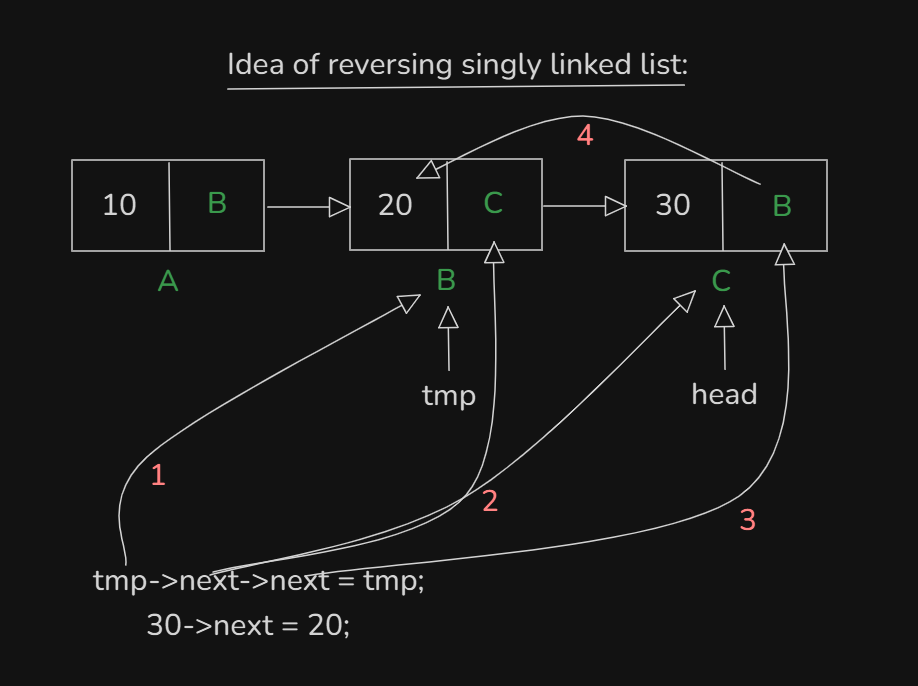 Idea of reversing singly linked list:
4
10 B 20 C 30 B
A B C
tmp head
1 2 3
tmp->next->next = tmp;
30->next = 20;